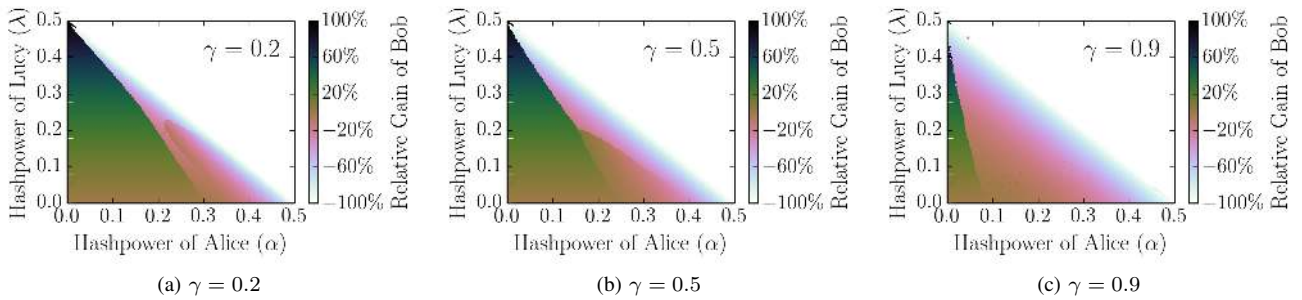 Hashpower of Lucy (λ)
0.5
0.4
0.3
0.2
0.1
0.0
0.0 0.1 0.2 0.3 0.4 0.5
Hashpower of Alice (α)
γ = 0.2
100%
60%
20%
−20%
−60%
−100%
Relative Gain of Bob
(a) γ = 0.2
Hashpower of Lucy (λ)
0.5
0.4
0.3
0.2
0.1
0.0
0.0 0.1 0.2 0.3 0.4 0.5
Hashpower of Alice (α)
γ = 0.5
100%
60%
20%
−20%
−60%
−100%
Relative Gain of Bob
(b) γ = 0.5
Hashpower of Lucy (λ)
0.5
0.4
0.3
0.2
0.1
0.0
0.0 0.1 0.2 0.3 0.4 0.5
Hashpower of Alice (α)
γ = 0.9
100%
60%
20%
−20%
−60%
−100%
Relative Gain of Bob
(c) γ = 0.9